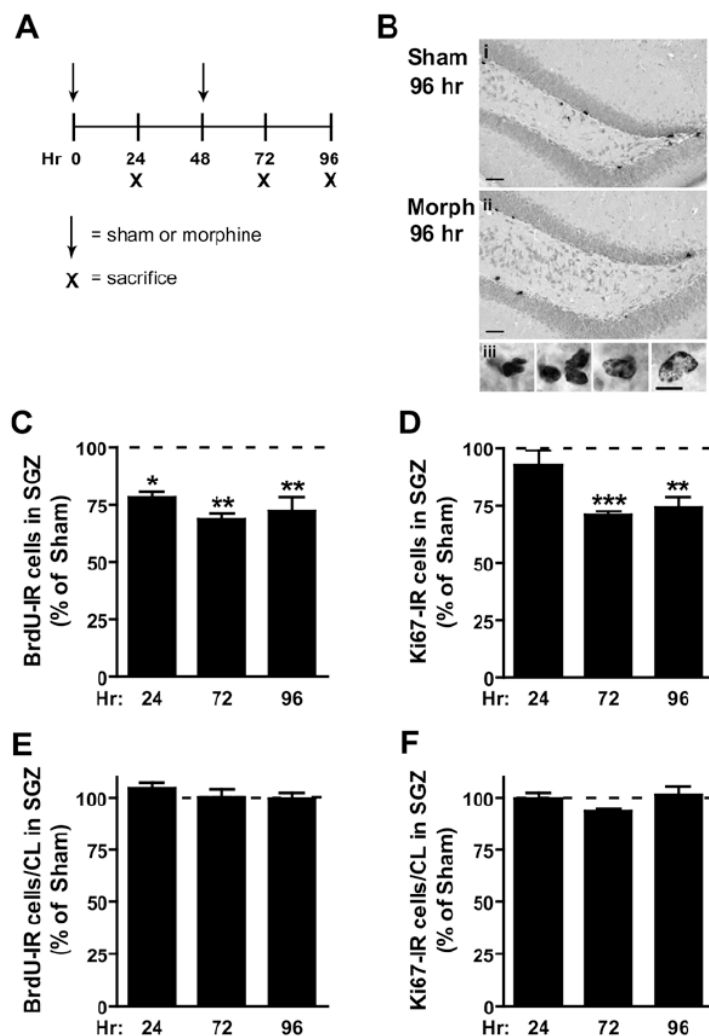 A
Hr 0 24 48 72 96
X X X
↓ = sham or morphine
X = sacrifice
B
Sham
96 hr
i
Morph
96 hr
ii
iii
C
BrdU-IR cells in SGZ
(% of Sham)
100
75
50
25
0
* ** **
Hr: 24 72 96
D
Ki67-IR cells in SGZ
(% of Sham)
100
75
50
25
0
*** **
Hr: 24 72 96
E
BrdU-IR cells/CL in SGZ
(% of Sham)
100
75
50
25
0
Hr: 24 72 96
F
Ki67-IR cells/CL in SGZ
(% of Sham)
100
75
50
25
0
Hr: 24 72 96